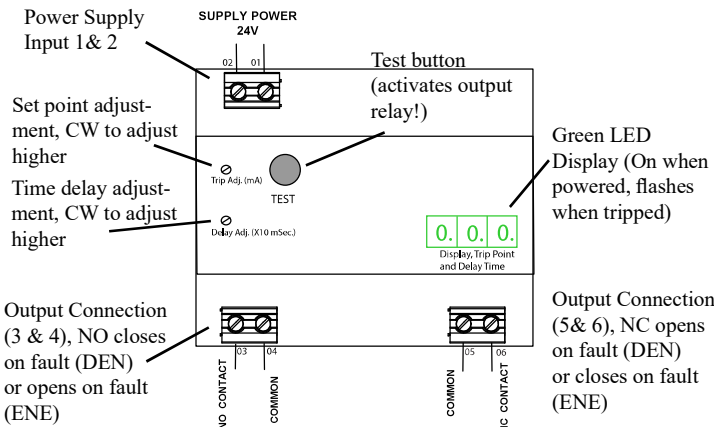 Power Supply
Input 1& 2
SUPPLY POWER
24V
02
01
Test button
(activates output
relay!)
Set point adjust-
ment, CW to adjust
higher
Time delay adjust-
ment, CW to adjust
higher
Green LED
Display (On when
powered, flashes
when tripped)
Trip Adj. (mA)
TEST
Delay Adj. (X10 mSec.)
0. 0. 0.
Display, Trip Point
and Delay Time
Output Connection
(3 & 4), NO closes
on fault (DEN)
or opens on fault
(ENE)
03
04
NO CONTACT
COMMON
05
06
COMMON
NC CONTACT
Output Connection
(5& 6), NC opens
on fault (DEN)
or closes on fault
(ENE)